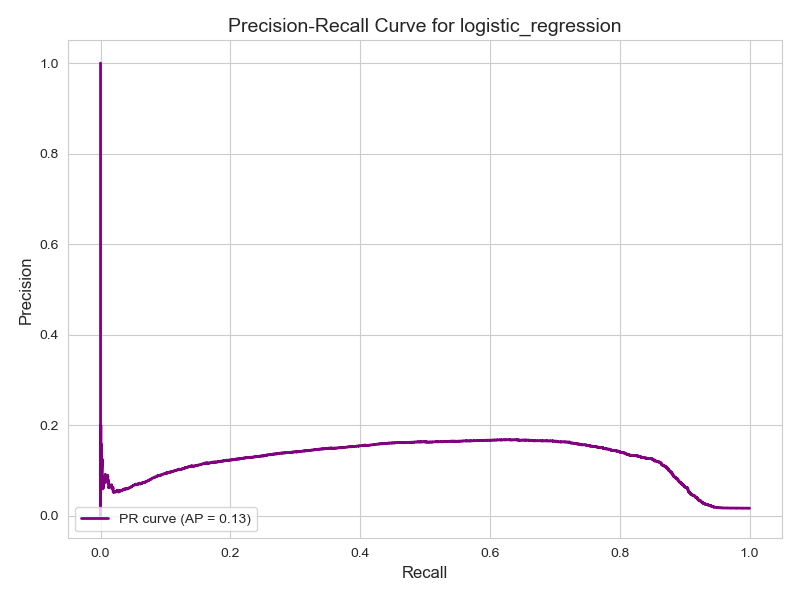 Precision-Recall Curve for logistic_regression
Precision
1.0
0.8
0.6
0.4
0.2
0.0
PR curve (AP = 0.13)
0.0 0.2 0.4 0.6 0.8 1.0
Recall